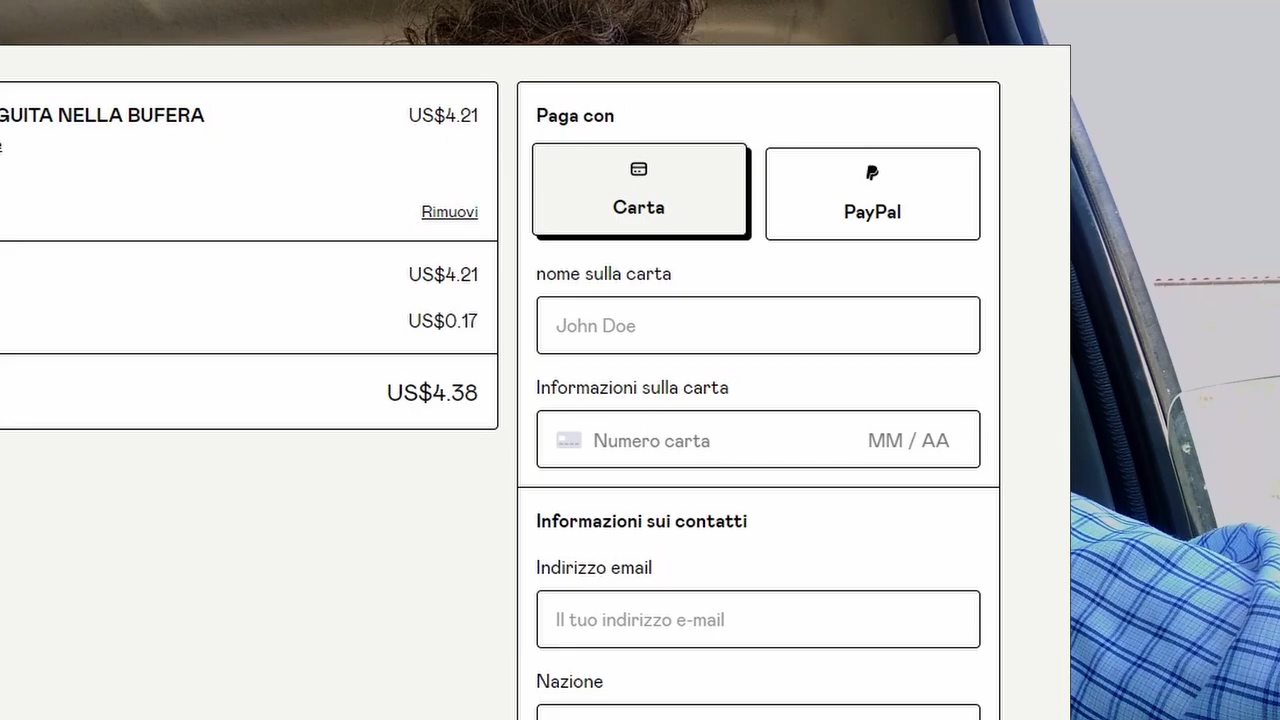 GUITA NELLA BUFERA
US$4.21
Rimuovi
US$4.21
US$0.17
US$4.38
Paga con
Carta
PayPal
nome sulla carta
John Doe
Informazioni sulla carta
Numero carta
MM / AA
Informazioni sui contatti
Indirizzo email
Il tuo indirizzo e-mail
Nazione